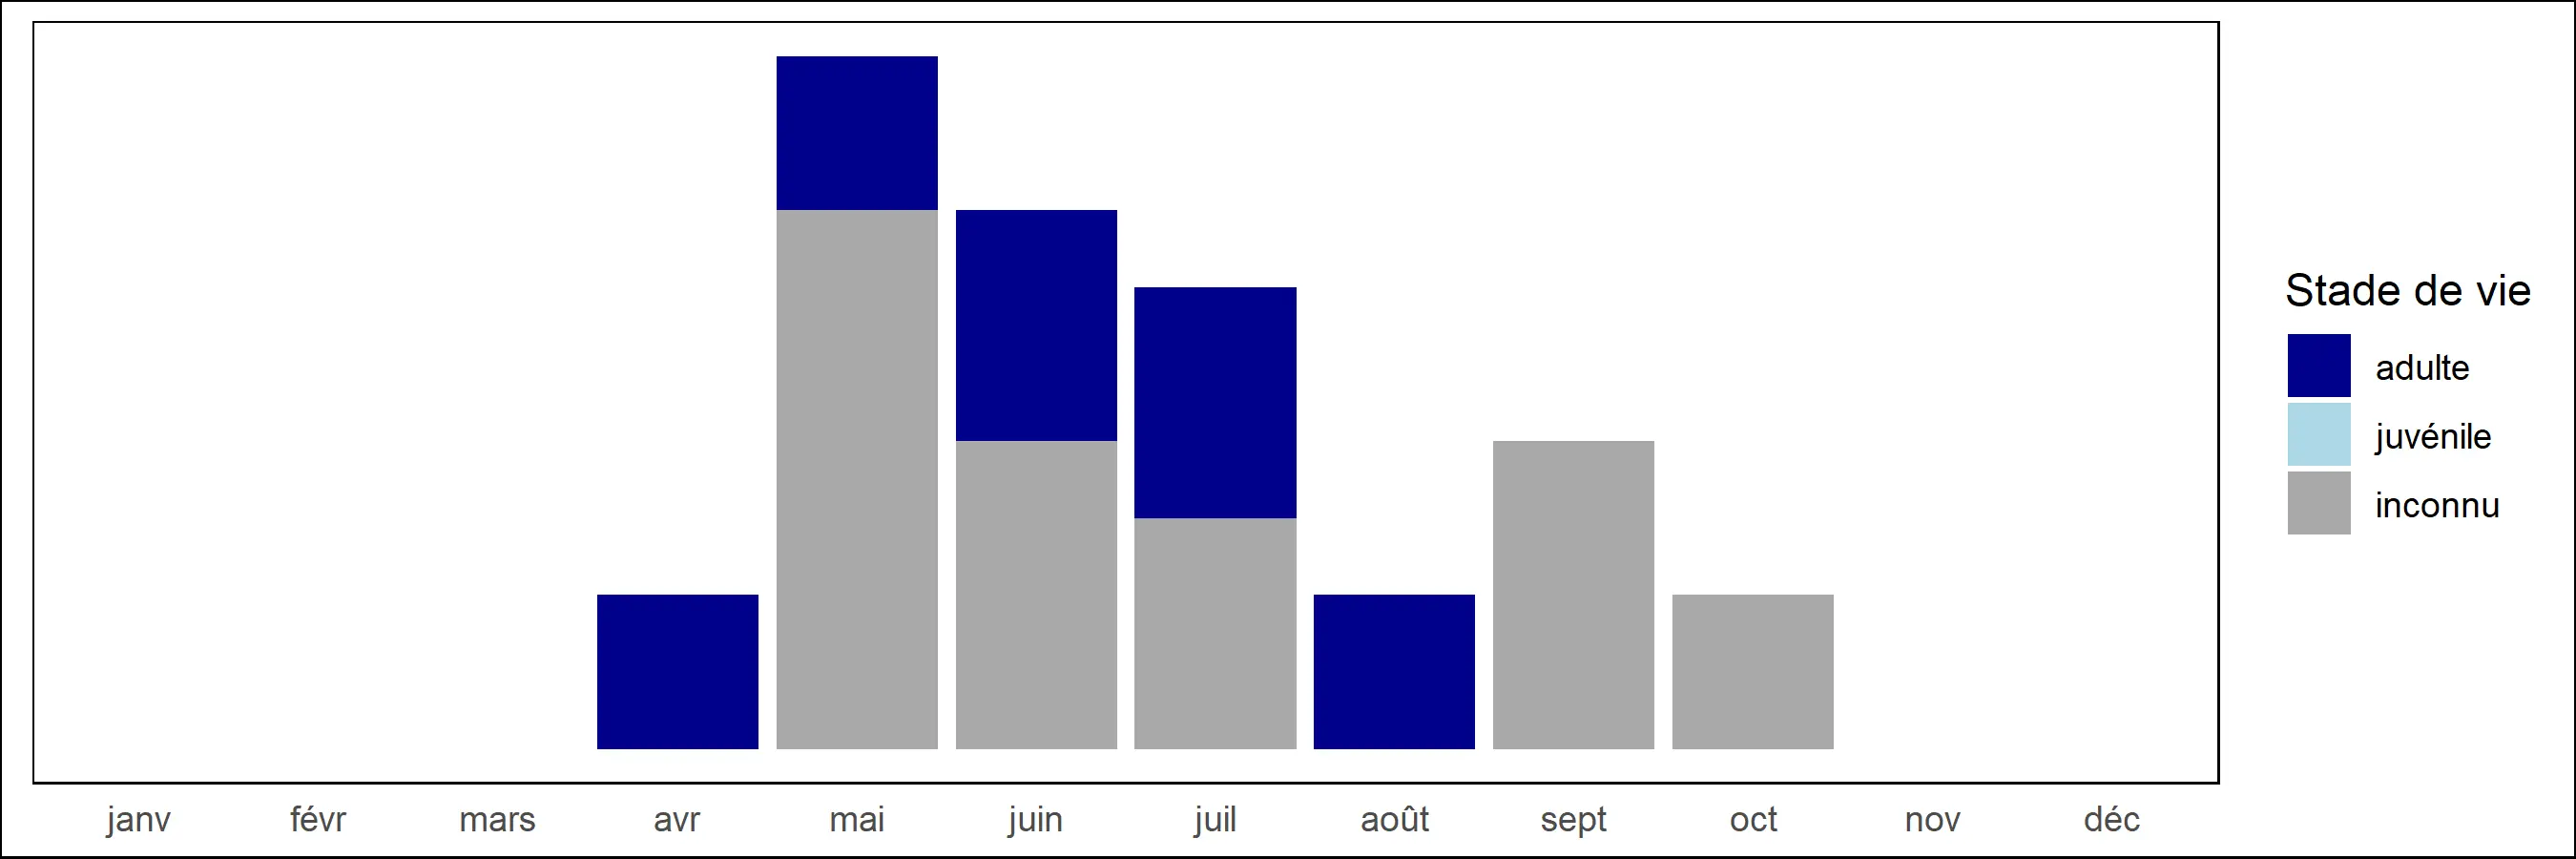 Stade de vie
adulte
juvénile
inconnu
janv févr mars avr mai juin juil août sept oct nov déc